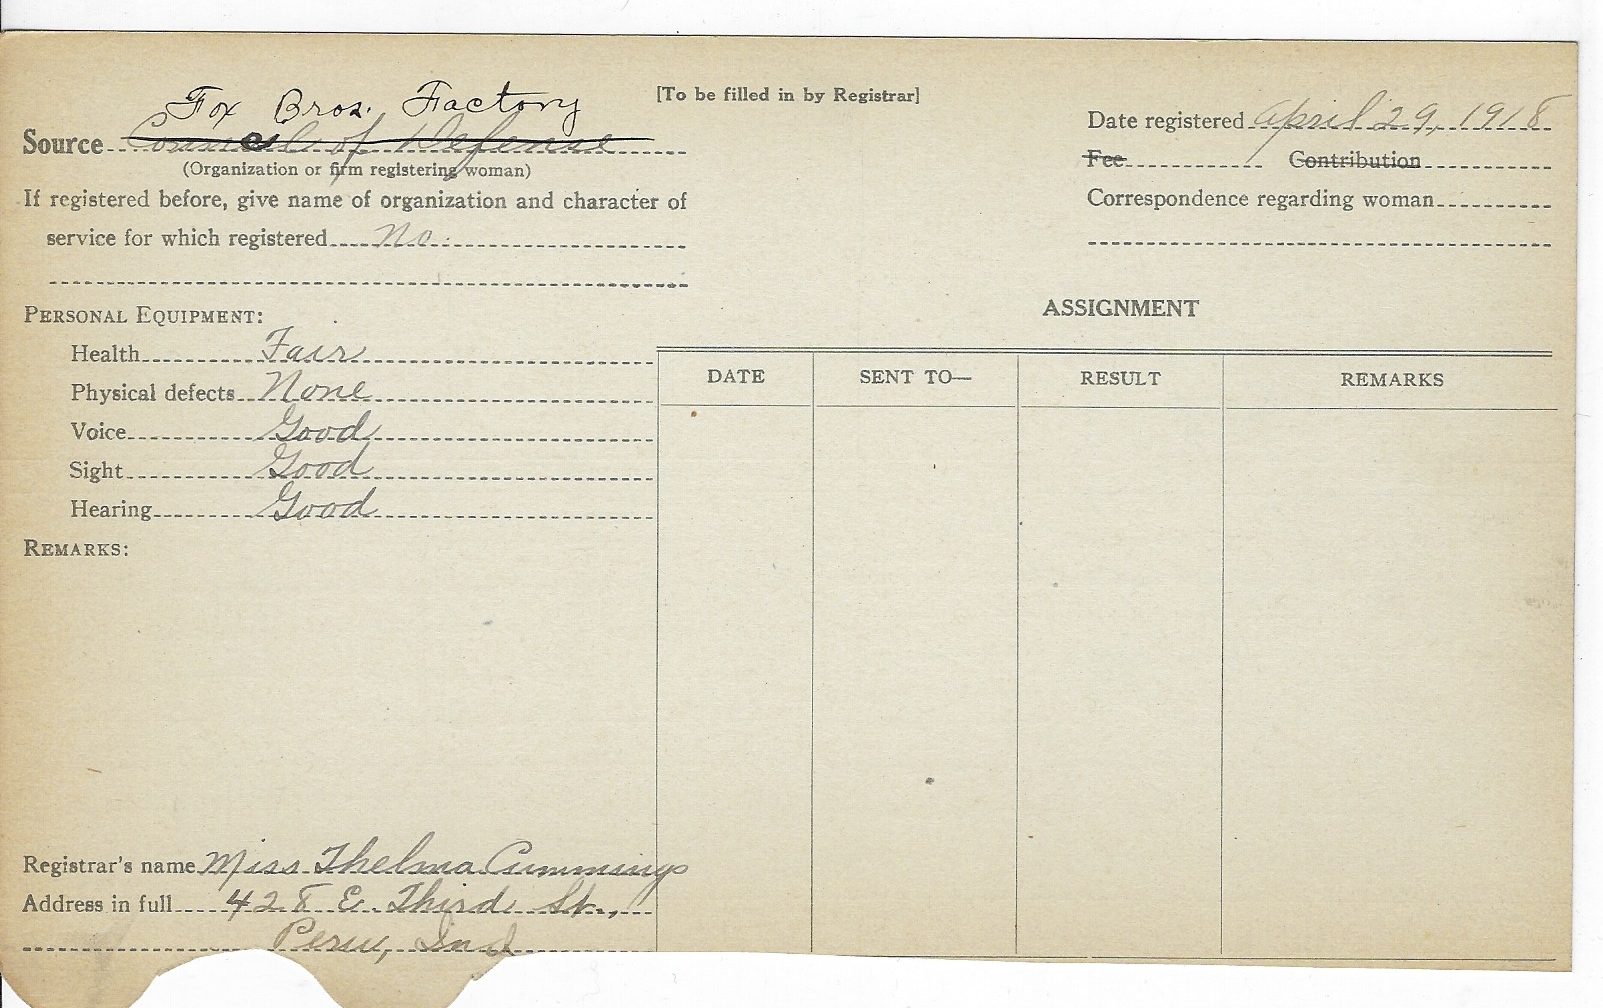 [To be filled in by Registrar]
Fox Bros. Factory
Source Council of Defense
(Organization or firm registering woman)
If registered before, give name of organization and character of
service for which registered No.
Date registered April 29, 1918
Fee Contribution
Correspondence regarding woman
PERSONAL EQUIPMENT:
Health Fair
Physical defects None
Voice Good
Sight Good
Hearing Good
REMARKS:
ASSIGNMENT
DATE SENT TO— RESULT REMARKS
Registrar's name Miss Thelma Cummings
Address in full 428 E. Third St.,
Peru, Ind